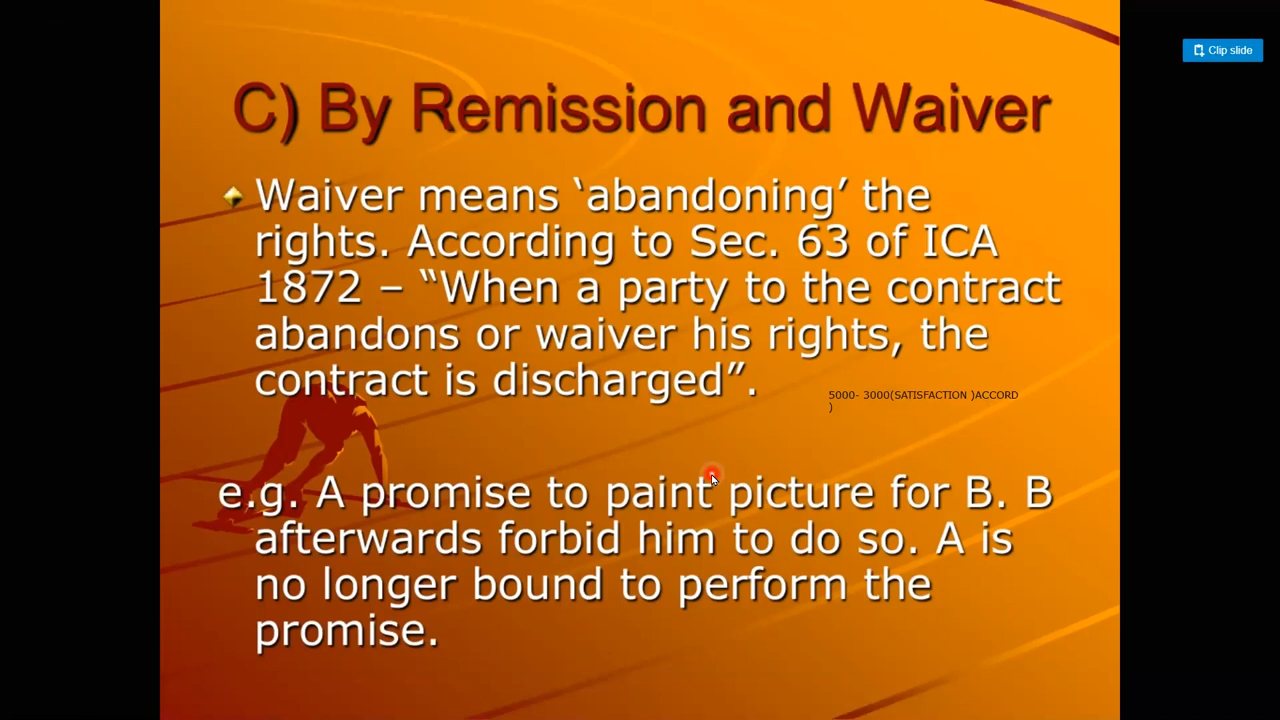 Clip slide
C) By Remission and Waiver
Waiver means ‘abandoning’ the
rights. According to Sec. 63 of ICA
1872 – “When a party to the contract
abandons or waiver his rights, the
contract is discharged”.
5000- 3000(SATISFACTION )ACCORD
)
e.g. A promise to paint picture for B. B
afterwards forbid him to do so. A is
no longer bound to perform the
promise.